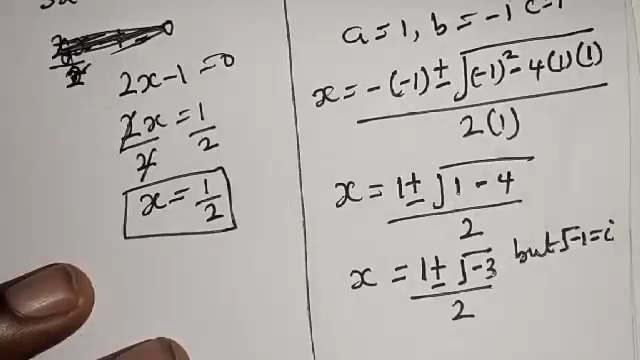 2x-1=0
2x = 1
2 2
x = 1/2
a=1, b=-1 c=1
x = -(-1)±√(-1)²-4(1)(1)
2(1)
x = 1±√1-4
2
x = 1±√-3 but √-1=i
2